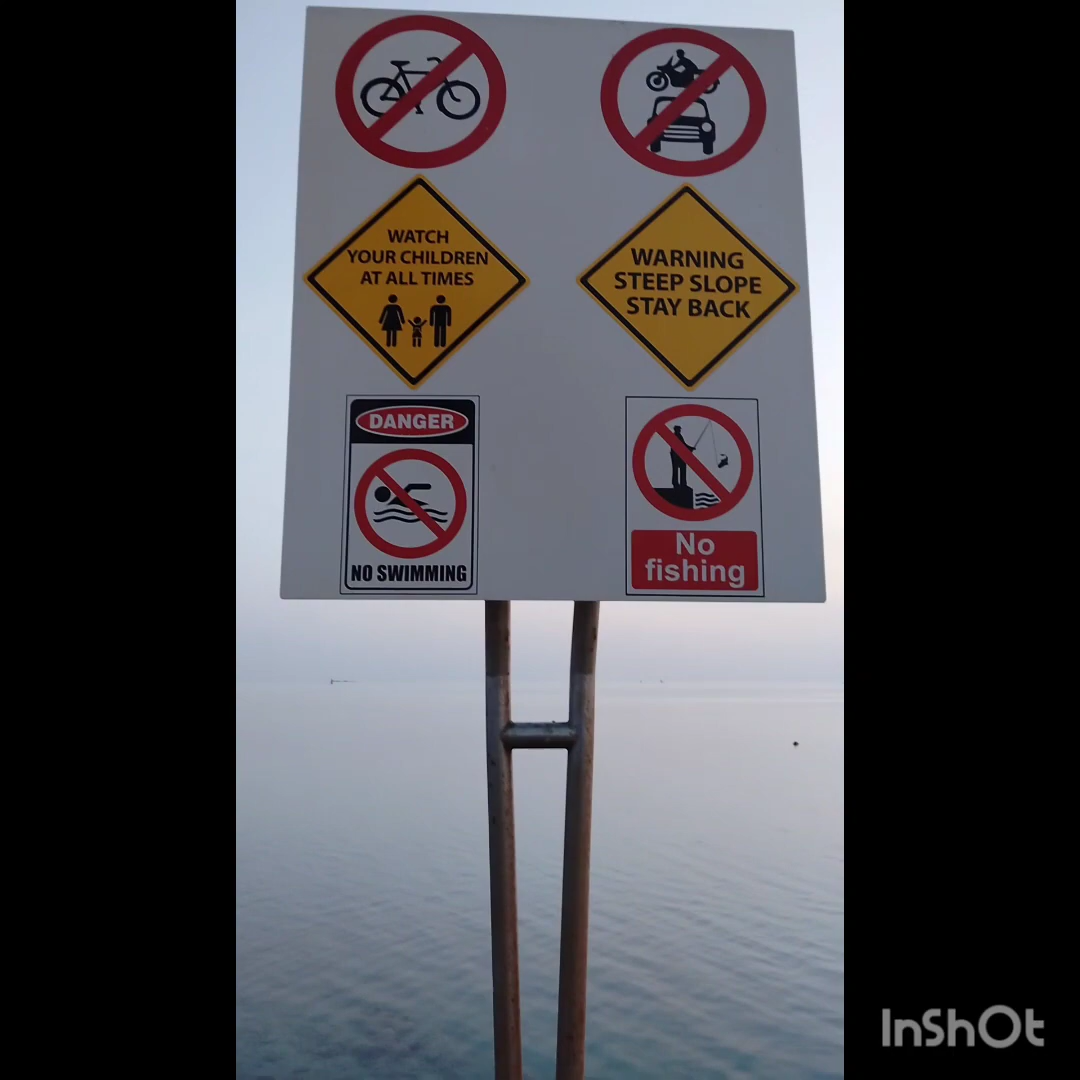 WATCH
YOUR CHILDREN
AT ALL TIMES
WARNING
STEEP SLOPE
STAY BACK
DANGER
NO SWIMMING
No
fishing
InShOt